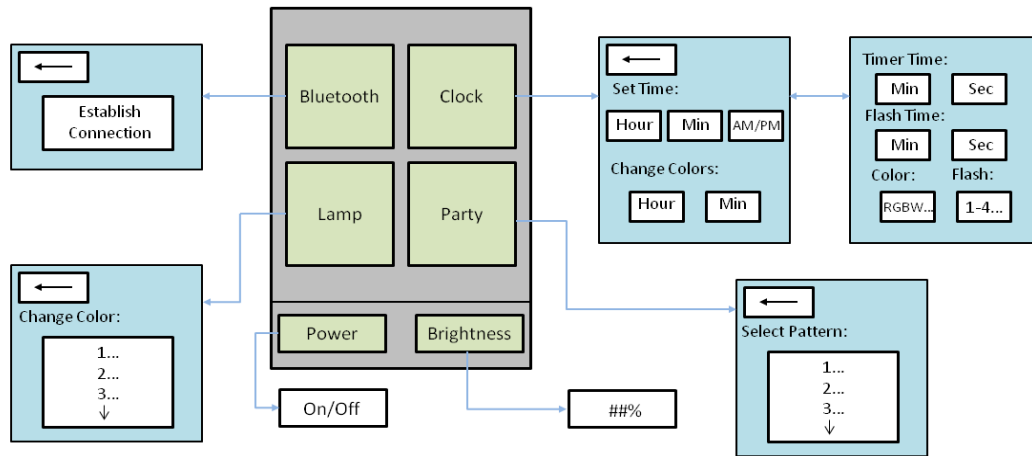 Establish
Connection
Bluetooth
Clock
Lamp
Party
Power
Brightness
On/Off
##%
Set Time:
Hour
Min
AM/PM
Change Colors:
Hour
Min
Timer Time:
Min
Sec
Flash Time:
Min
Sec
Color:
Flash:
RGBW...
1-4...
Change Color:
1...
2...
3...
Select Pattern:
1...
2...
3...